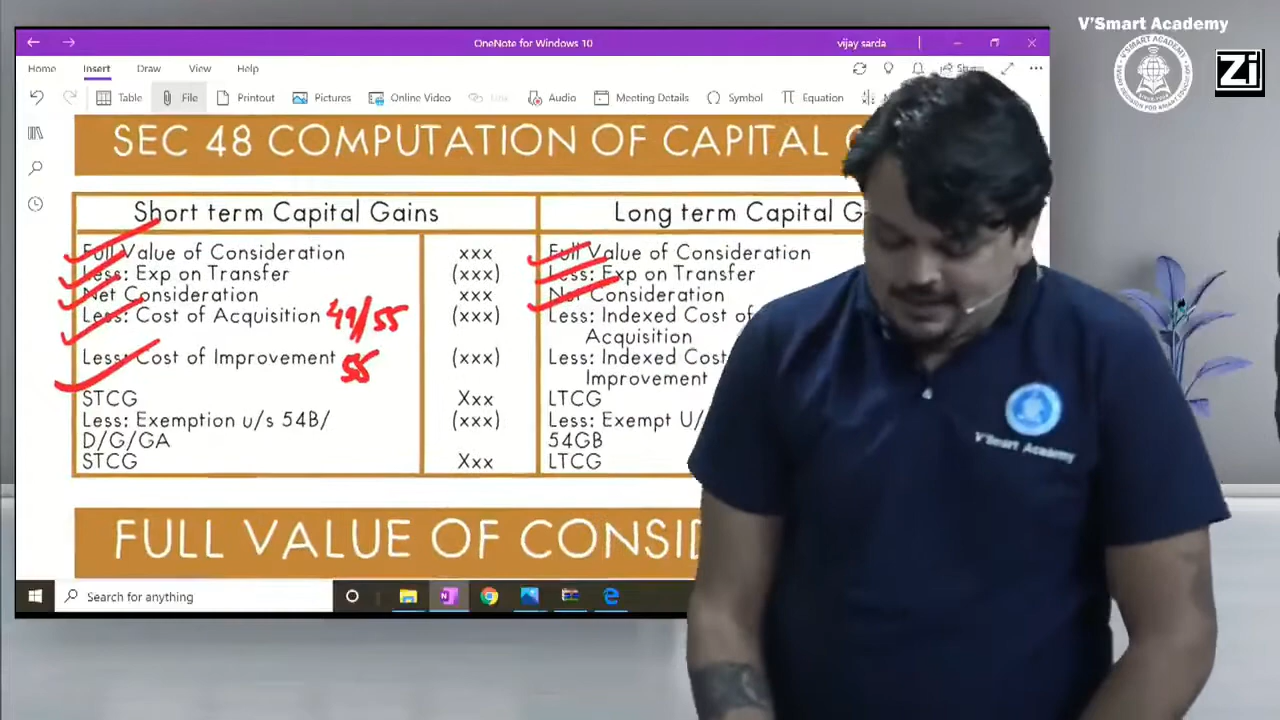 V'Smart Academy
OneNote for Windows 10
vijay sarda
Home Insert Draw View Help
Table File Printout Pictures Online Video Link Audio Meeting Details Symbol Equation
SEC 48 COMPUTATION OF CAPITAL
Short term Capital Gains
Full Value of Consideration xxx
Less: Exp on Transfer (xxx)
Net Consideration xxx
Less: Cost of Acquisition 49/55 (xxx)
Less: Cost of Improvement 55 (xxx)
STCG Xxx
Less: Exemption u/s 54B/ (xxx)
D/G/GA
STCG Xxx
Long term Capital G
Full Value of Consideration
Less: Exp on Transfer
Net Consideration
Less: Indexed Cost of
Acquisition
Less: Indexed Cost
Improvement
LTCG
Less: Exempt U/
54GB
LTCG
FULL VALUE OF CONSID
Search for anything
Zi
V'Smart Academy